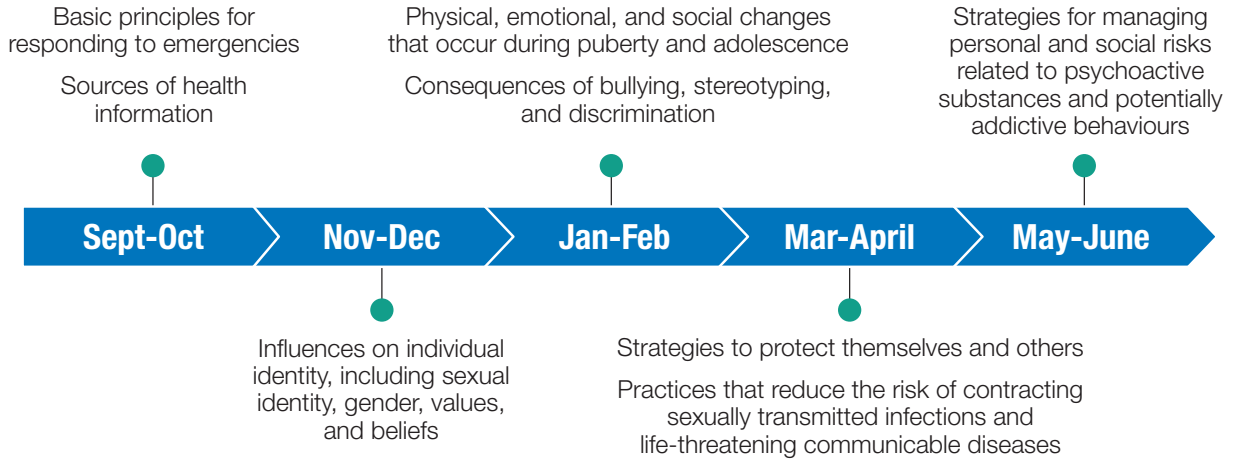 Basic principles for
responding to emergencies
Sources of health
information
Physical, emotional, and social changes
that occur during puberty and adolescence
Consequences of bullying, stereotyping,
and discrimination
Strategies for managing
personal and social risks
related to psychoactive
substances and potentially
addictive behaviours
Sept-Oct
Nov-Dec
Jan-Feb
Mar-April
May-June
Influences on individual
identity, including sexual
identity, gender, values,
and beliefs
Strategies to protect themselves and others
Practices that reduce the risk of contracting
sexually transmitted infections and
life-threatening communicable diseases